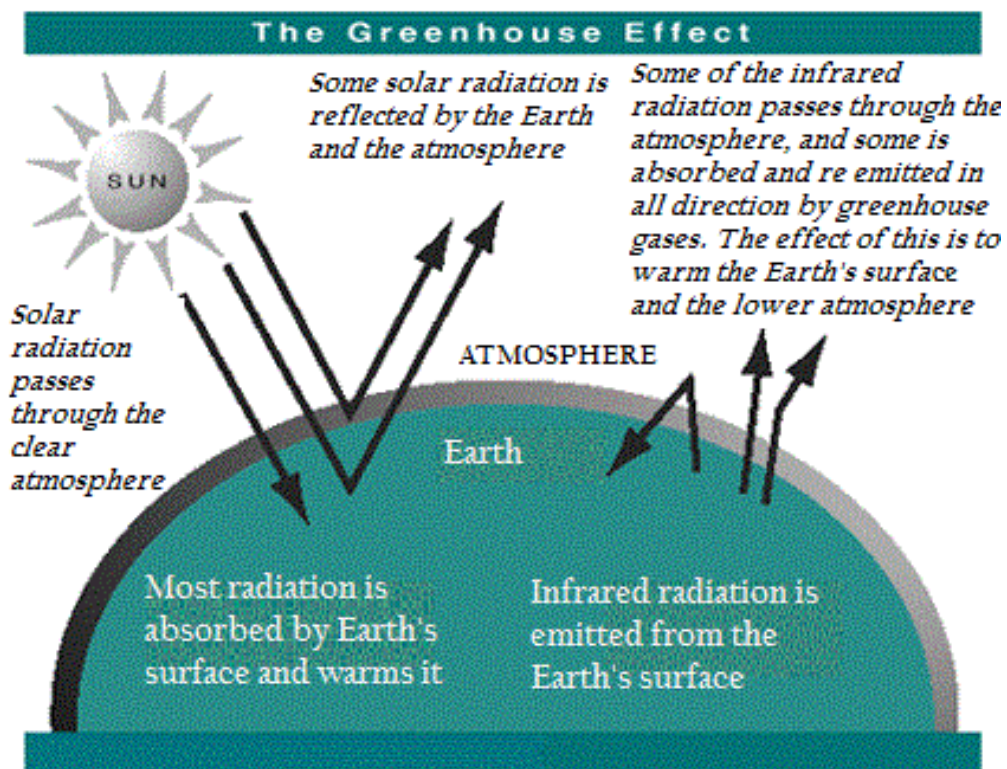 The Greenhouse Effect
SUN
Solar
radiation
passes
through the
clear
atmosphere
Some solar radiation is
reflected by the Earth
and the atmosphere
Some of the infrared
radiation passes through the
atmosphere, and some is
absorbed and re emitted in
all direction by greenhouse
gases. The effect of this is to
warm the Earth's surface
and the lower atmosphere
ATMOSPHERE
Earth
Most radiation is
absorbed by Earth's
surface and warms it
Infrared radiation is
emitted from the
Earth's surface